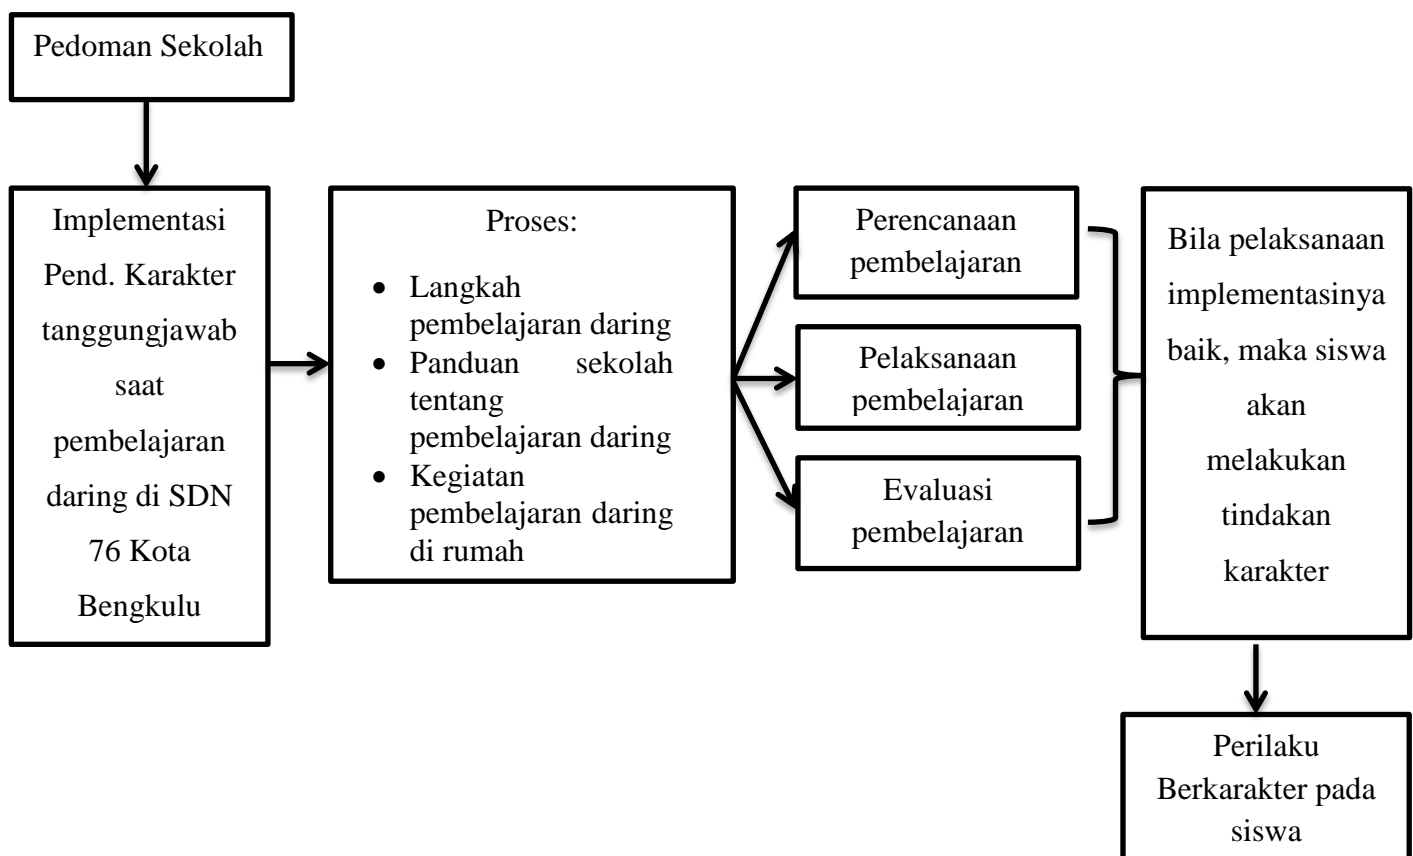 Pedoman Sekolah
Implementasi
Pend. Karakter
tanggungjawab
saat
pembelajaran
daring di SDN
76 Kota
Bengkulu
Proses:
• Langkah
pembelajaran daring
• Panduan sekolah
tentang
pembelajaran daring
• Kegiatan
pembelajaran daring
di rumah
Perencanaan
pembelajaran
Pelaksanaan
pembelajaran
Evaluasi
pembelajaran
Bila pelaksanaan
implementasinya
baik, maka siswa
akan
melakukan
tindakan
karakter
Perilaku
Berkarakter pada
siswa